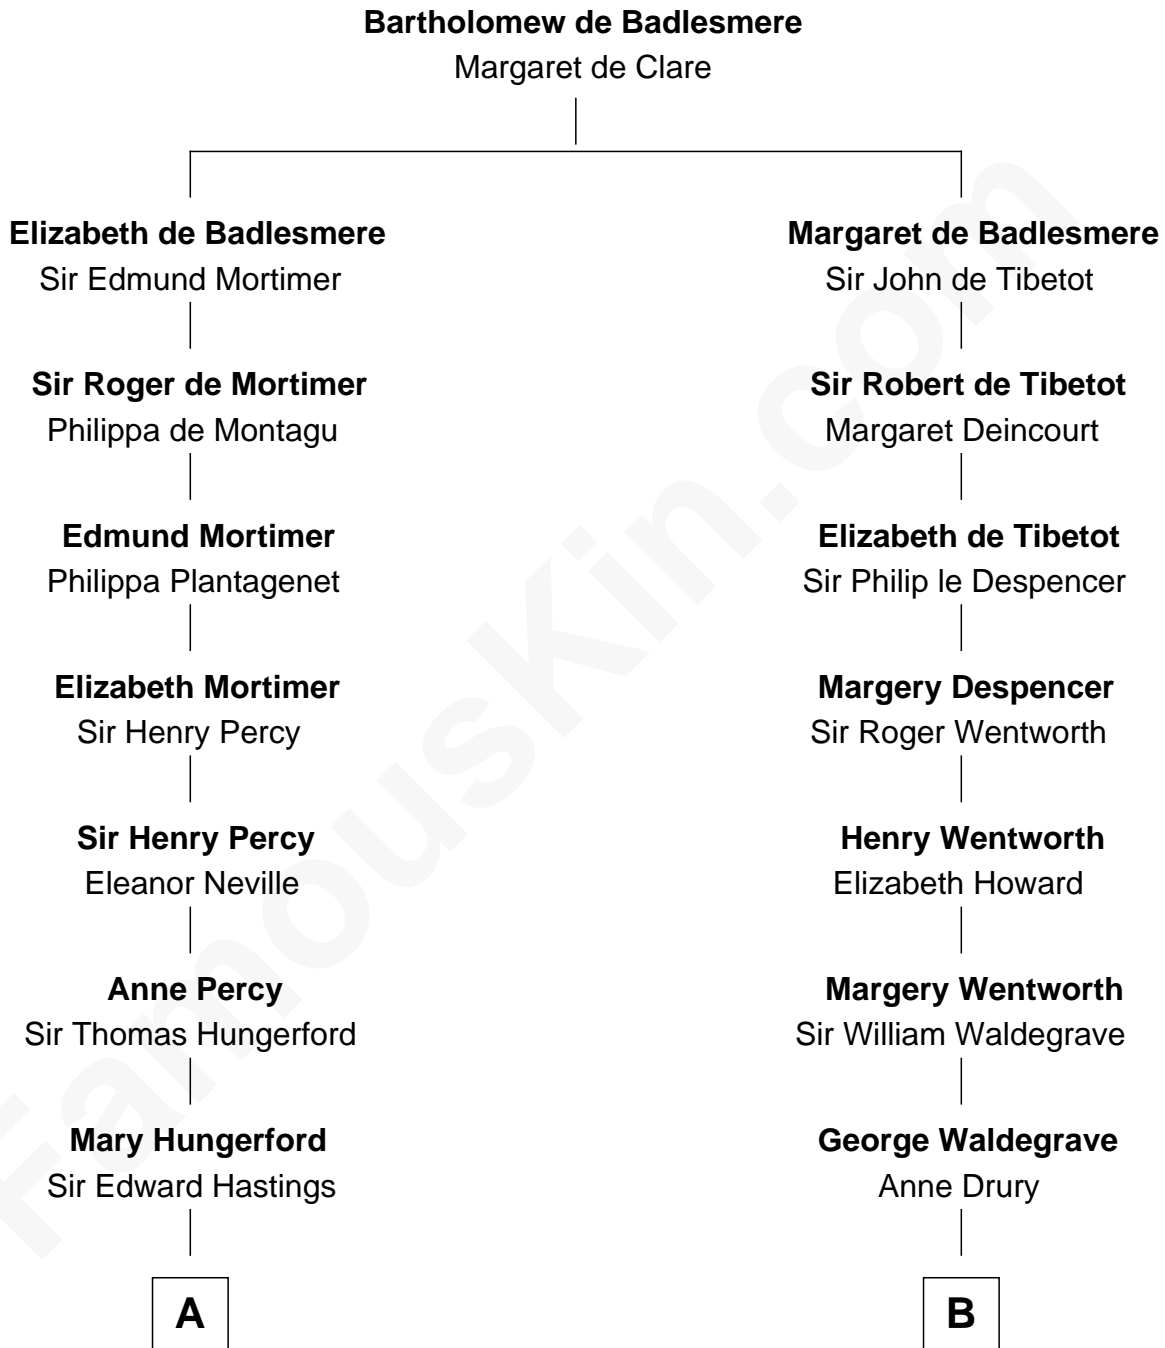 Bartholomew de Badlesmere
Margaret de Clare
Elizabeth de Badlesmere
Sir Edmund Mortimer
Margaret de Badlesmere
Sir John de Tibetot
Sir Roger de Mortimer
Philippa de Montagu
Sir Robert de Tibetot
Margaret Deincourt
Edmund Mortimer
Philippa Plantagenet
Elizabeth de Tibetot
Sir Philip le Despencer
Elizabeth Mortimer
Sir Henry Percy
Margery Despencer
Sir Roger Wentworth
Sir Henry Percy
Eleanor Neville
Henry Wentworth
Elizabeth Howard
Anne Percy
Sir Thomas Hungerford
Margery Wentworth
Sir William Waldegrave
Mary Hungerford
Sir Edward Hastings
George Waldegrave
Anne Drury
A
B
FamousKin.com